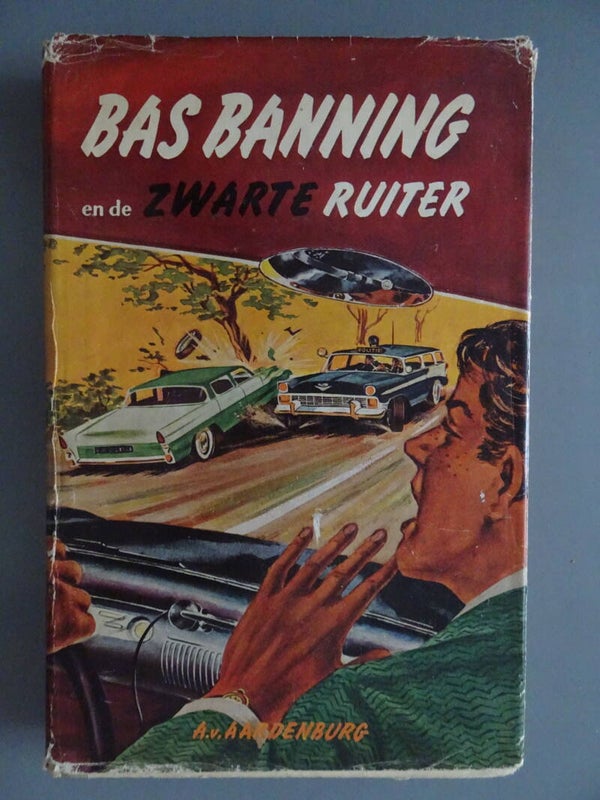 BAS BANNING
en de ZWARTE RUITER
POLITIE
A.v.AARDENBURG